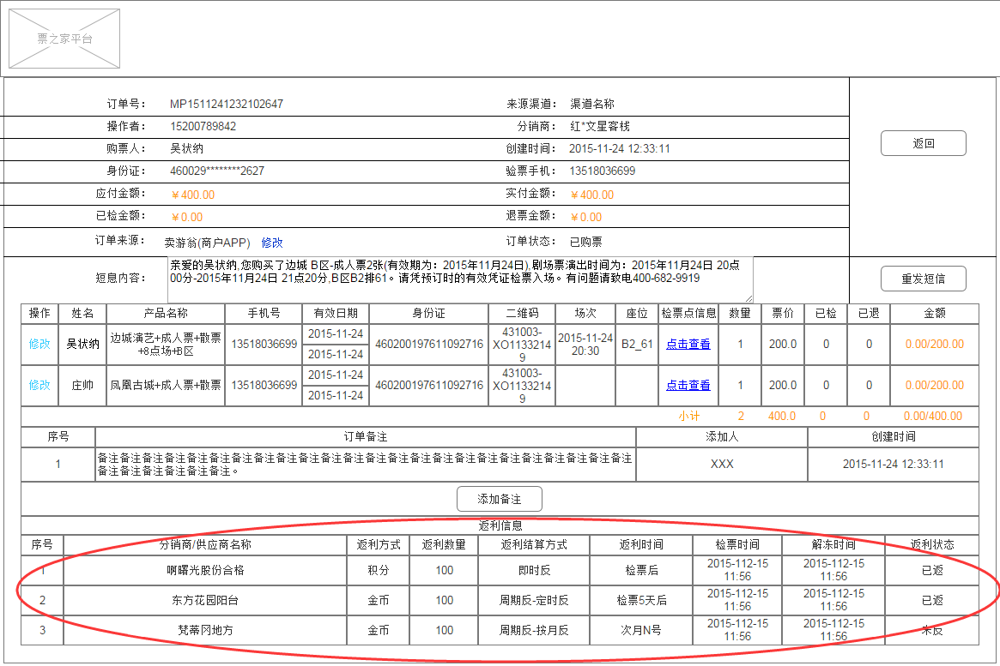 票之家平台
订单号： MP1511241232102647 来源渠道： 渠道名称
操作者： 15200789842 分销商： 红*文星客栈
购票人： 吴状纳 创建时间： 2015-11-24 12:33:11
返回
身份证： 460029********2627 验票手机： 13518036699
应付金额： ￥400.00 实付金额： ￥400.00
已检金额： ￥0.00 退票金额： ￥0.00
订单来源： 卖游翁(商户APP) 修改 订单状态： 已购票
短息内容：
亲爱的吴状纳,您购买了边城 B区-成人票2张(有效期为：2015年11月24日),剧场票演出时间为：2015年11月24日 20点
00分-2015年11月24日 21点20分,B区B2排61。请凭预订时的有效凭证检票入场。有问题请致电400-682-9919
重发短信
操作 姓名 产品名称 手机号 有效日期 身份证 二维码 场次 座位 检票点信息 数量 票价 已检 已退 金额
修改 吴状纳 边城演艺+成人票+散票
+8点场+B区 13518036699 2015-11-24
2015-11-24 460200197611092716 431003-
XO1133214
9 2015-11-24
20:30 B2_61 点击查看 1 200.0 0 0 0.00/200.00
修改 庄帅 凤凰古城+成人票+散票 13518036699 2015-11-24
2015-11-24 460200197611092716 431003-
XO1133214
9 点击查看 1 200.0 0 0 0.00/200.00
小计 2 400.0 0 0 0.00/400.00
序号 订单备注 添加人 创建时间
1 备注备注备注备注备注备注备注备注备注备注备注备注备注备注备注备注备注备注备注备注备注备注备注备注
备注备注备注备注备注备注。 XXX 2015-11-24 12:33:11
添加备注
返利信息
序号 分销商/供应商名称 返利方式 返利数量 返利结算方式 返利时间 检票时间 解冻时间 返利状态
1 啊曙光股份合格 积分 100 即时反 检票后 2015-112-15
11:56 2015-112-15
11:56 已返
2 东方花园阳台 金币 100 周期反-定时反 检票5天后 2015-112-15
11:56 2015-112-15
11:56 已返
3 梵蒂冈地方 金币 100 周期反-按月反 次月N号 2015-112-15
11:56 2015-112-15
11:56 未反